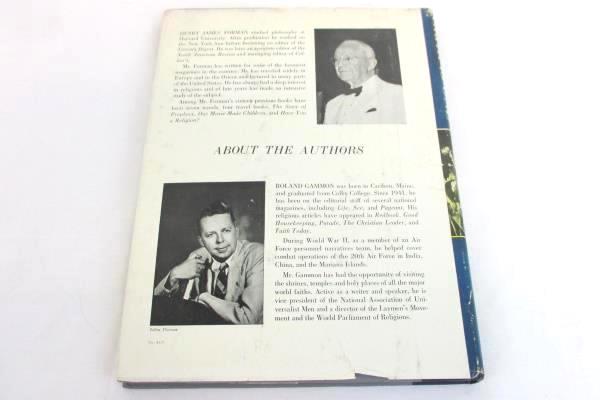 HENRY JAMES FORMAN studied philosophy at
Harvard University. After graduation he worked on
the New York Sun before becoming an editor of the
Literary Digest. He was later an associate editor of the
North American Review and managing editor of Col-
lier's.
Mr. Forman has written for some of the foremost
magazines in the country. He has traveled widely in
Europe and in the Orient and lectured in many parts
of the United States. He has always had a deep interest
in religions and of late years has made an intensive
study of the subject.
Among Mr. Forman's sixteen previous books have
been seven novels, four travel books, The Story of
Prophecy, Our Movie Made Children, and Have You
a Religion?
ABOUT THE AUTHORS
ROLAND GAMMON was born in Caribou, Maine,
and graduated from Colby College. Since 1941, he
has been on the editorial staff of several national
magazines, including Life, See, and Pageant. His
religious articles have appeared in Redbook, Good
Housekeeping, Parade, The Christian Leader, and
Faith Today.
During World War II, as a member of an Air
Force personnel narratives team, he helped cover
combat operations of the 20th Air Force in India,
China, and the Mariana Islands.
Mr. Gammon has had the opportunity of visiting
the shrines, temples and holy places of all the major
world faiths. Active as a writer and speaker, he is
vice president of the National Association of Uni-
versalist Men and a director of the Laymen's Move-
ment and the World Parliament of Religions.